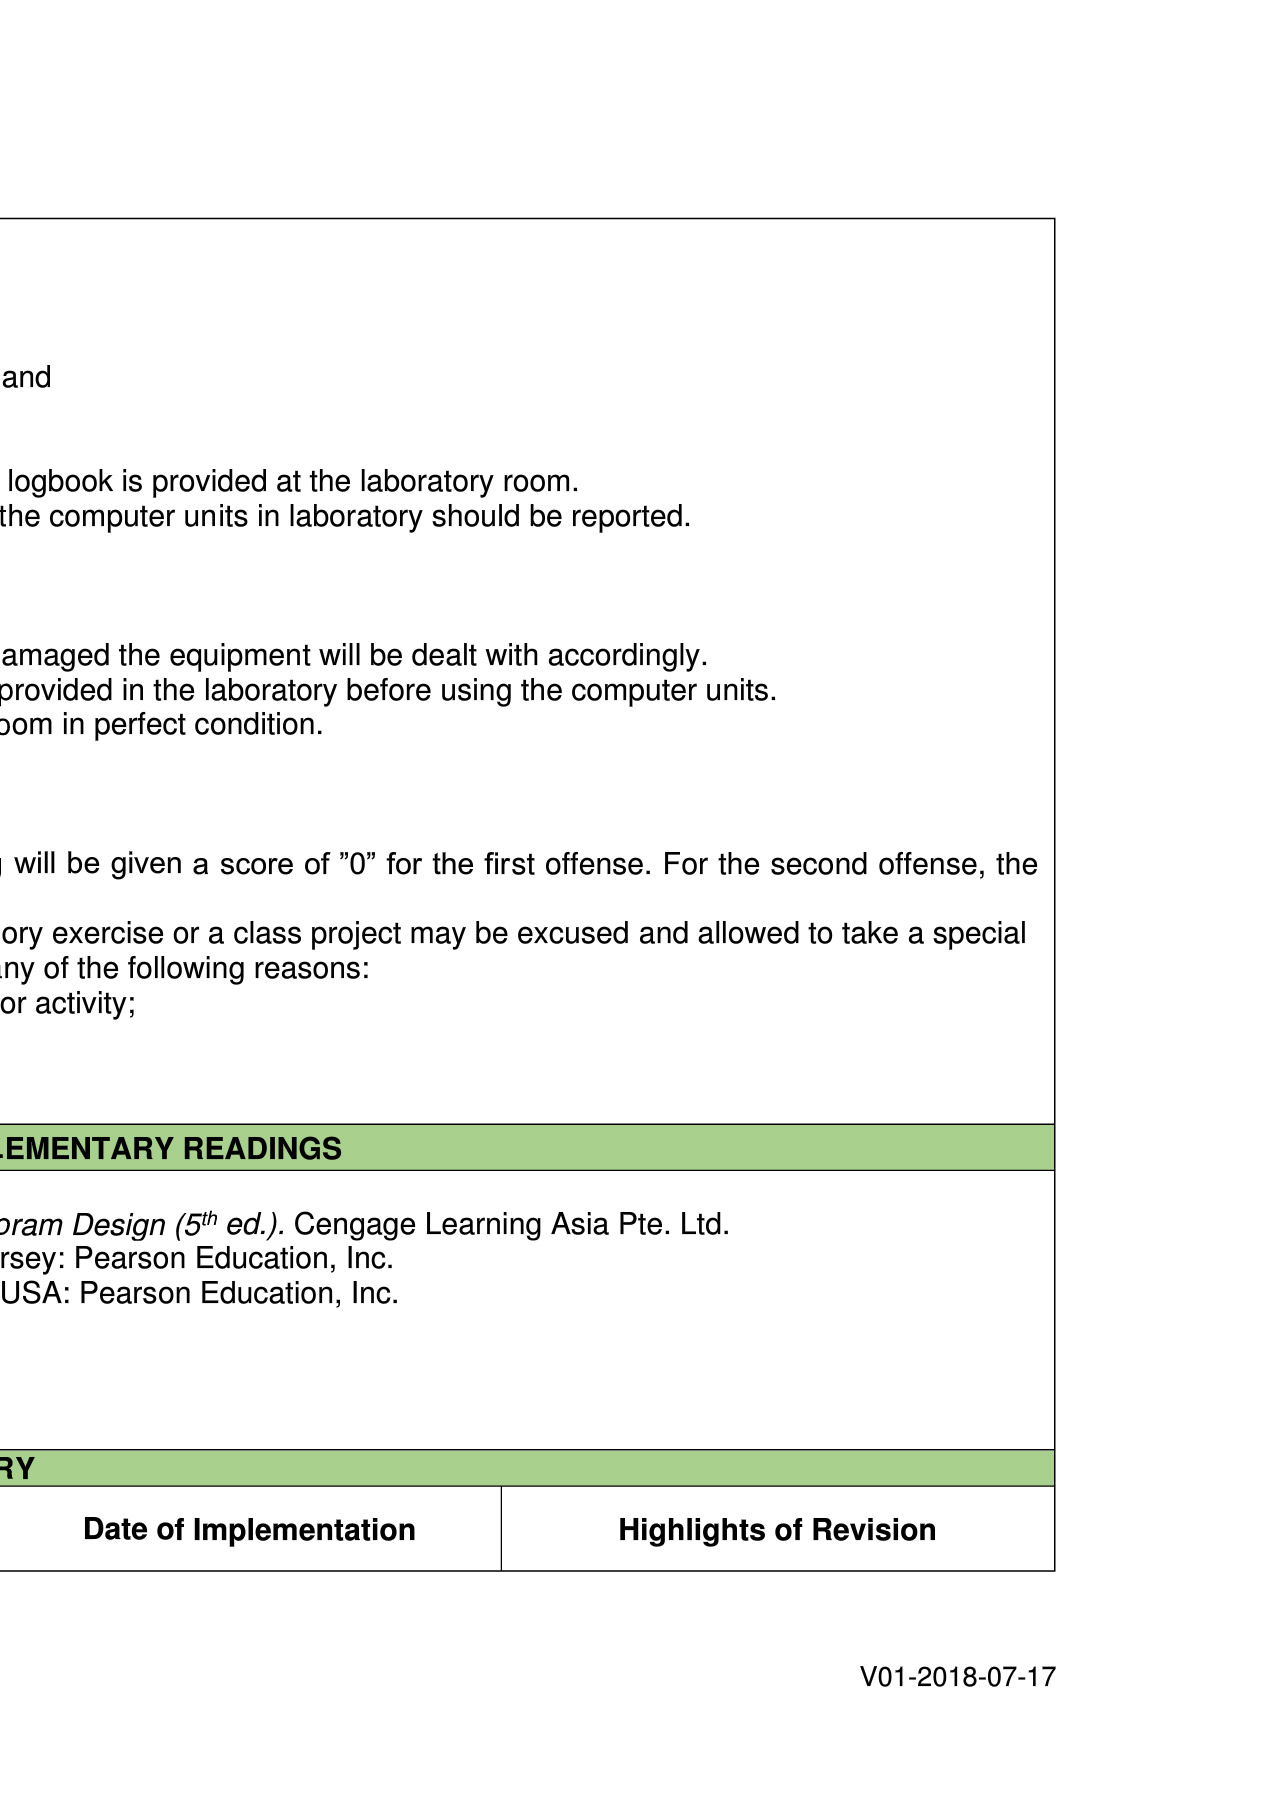 and
logbook is provided at the laboratory room.
the computer units in laboratory should be reported.
amaged the equipment will be dealt with accordingly.
provided in the laboratory before using the computer units.
oom in perfect condition.
will be given a score of ”0” for the first offense. For the second offense, the
ory exercise or a class project may be excused and allowed to take a special
any of the following reasons:
or activity;
LEMENTARY READINGS
oram Design (5th ed.). Cengage Learning Asia Pte. Ltd.
rsey: Pearson Education, Inc.
USA: Pearson Education, Inc.
RY
Date of Implementation
Highlights of Revision
V01-2018-07-17